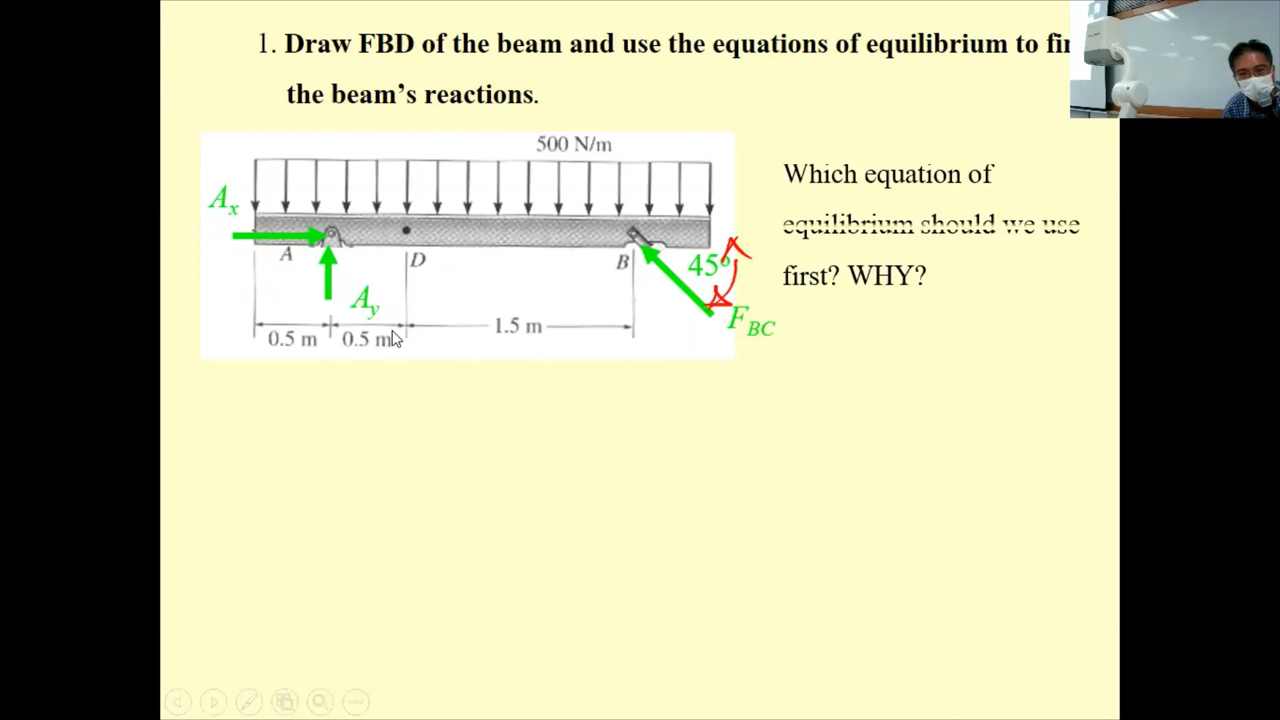 1. Draw FBD of the beam and use the equations of equilibrium to
the beam's reactions.
500 N/m
Ax
A
D
B
45°
Ay
FBC
0.5 m
0.5 m
1.5 m
Which equation of
equilibrium should we use
first? WHY?